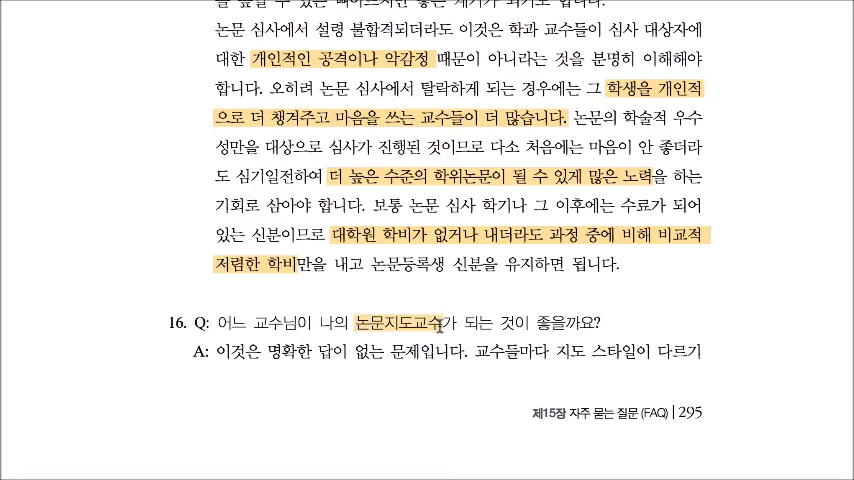 논문 심사에서 설령 불합격되더라도 이것은 학과 교수들이 심사 대상자에
대한 개인적인 공격이나 악감정 때문이 아니라는 것을 분명히 이해해야
합니다. 오히려 논문 심사에서 탈락하게 되는 경우에는 그 학생을 개인적
으로 더 챙겨주고 마음을 쓰는 교수들이 더 많습니다. 논문의 학술적 우수
성만을 대상으로 심사가 진행된 것이므로 다소 처음에는 마음이 안 좋더라
도 심기일전하여 더 높은 수준의 학위논문이 될 수 있게 많은 노력을 하는
기회로 삼아야 합니다. 보통 논문 심사 학기나 그 이후에는 수료가 되어
있는 신분이므로 대학원 학비가 없거나 내더라도 과정 중에 비해 비교적
저렴한 학비만을 내고 논문등록생 신분을 유지하면 됩니다.
16. Q: 어느 교수님이 나의 논문지도교수가 되는 것이 좋을까요?
A: 이것은 명확한 답이 없는 문제입니다. 교수들마다 지도 스타일이 다르기
제15장 자주 묻는 질문 (FAQ) | 295